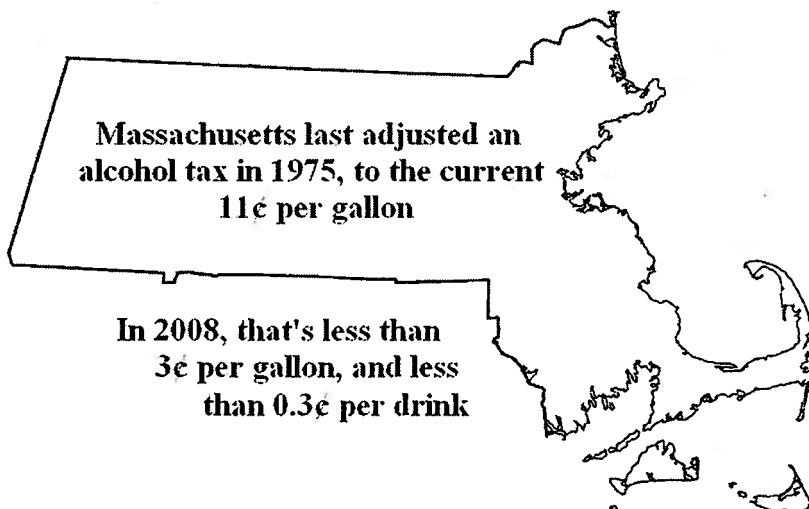 Massachusetts last adjusted an
alcohol tax in 1975, to the current
11¢ per gallon
In 2008, that's less than
3¢ per gallon, and less
than 0.3¢ per drink